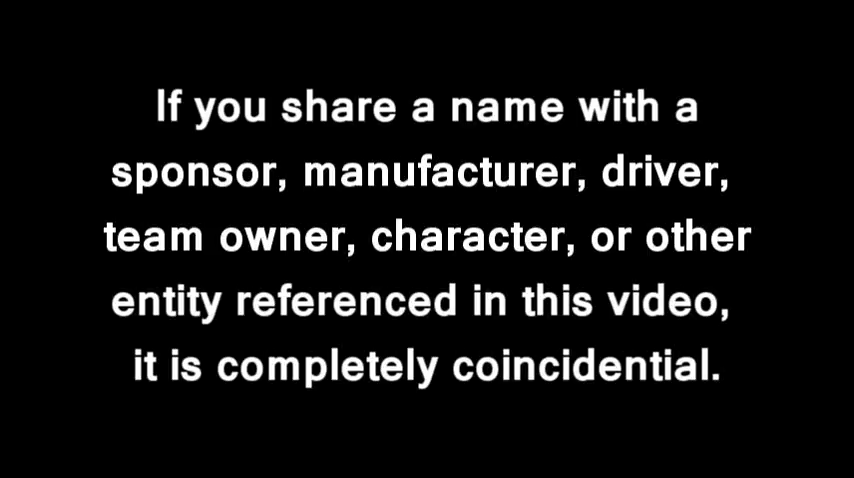 If you share a name with a
sponsor, manufacturer, driver,
team owner, character, or other
entity referenced in this video,
it is completely coincidential.